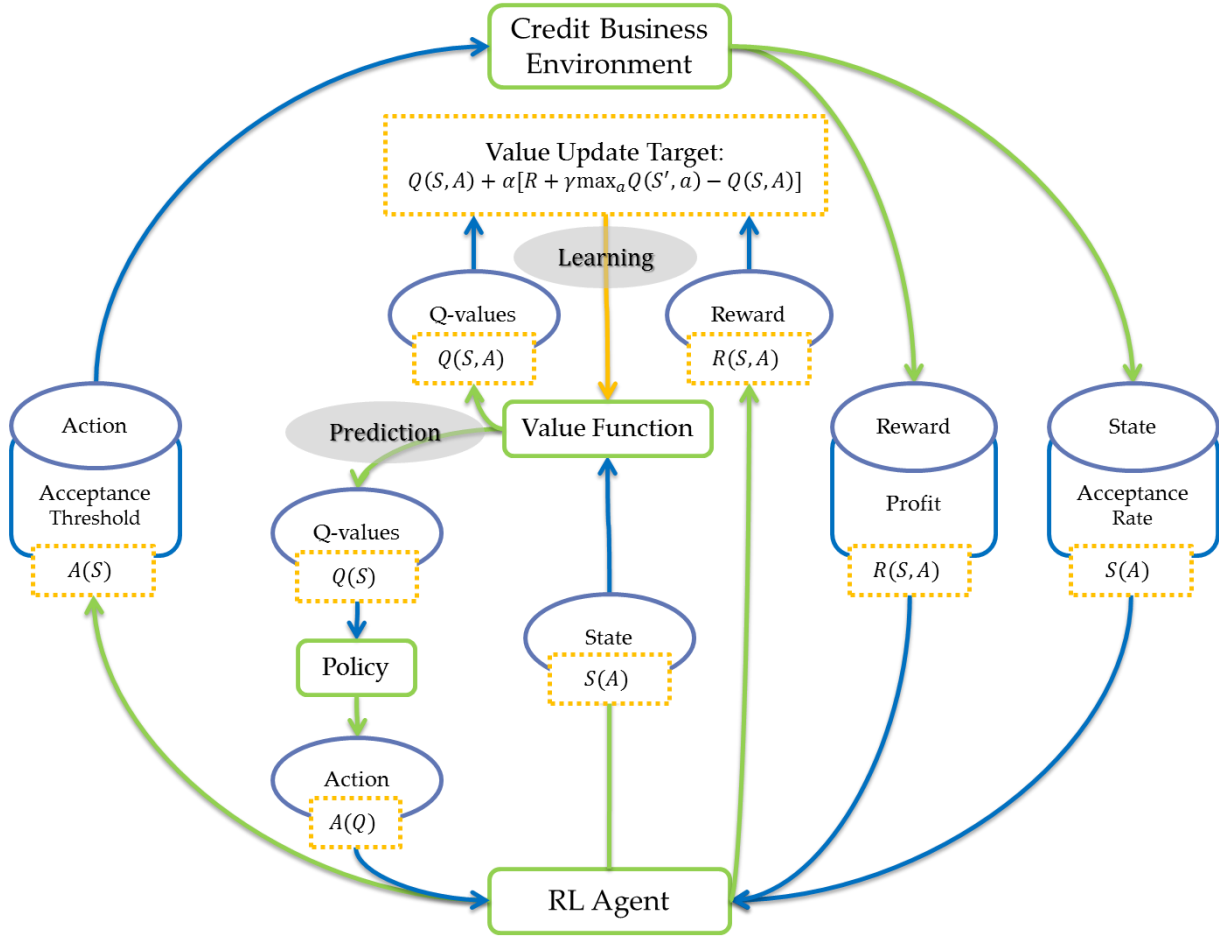 Credit Business
Environment
Value Update Target:
Q(S, A) + α[R + γmaxₐ Q(S′, a) − Q(S, A)]
Learning
Q-values
Q(S, A)
Reward
R(S, A)
Prediction
Value Function
Action
Acceptance
Threshold
A(S)
Reward
Profit
R(S, A)
State
Acceptance
Rate
S(A)
Q-values
Q(S)
Policy
State
S(A)
Action
A(Q)
RL Agent